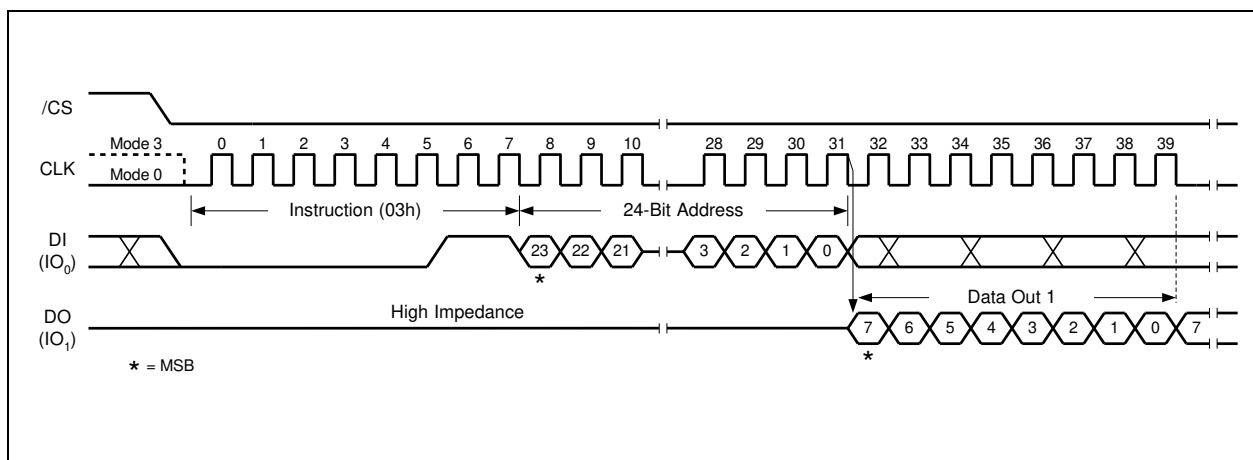 /CS
Mode 3
0 1 2 3 4 5 6 7 8 9 10 28 29 30 31 32 33 34 35 36 37 38 39
CLK
Mode 0
Instruction (03h)
24-Bit Address
DI
(IO₀)
23 22 21 3 2 1 0
*
Data Out 1
High Impedance
DO
(IO₁)
7 6 5 4 3 2 1 0 7
*
* = MSB